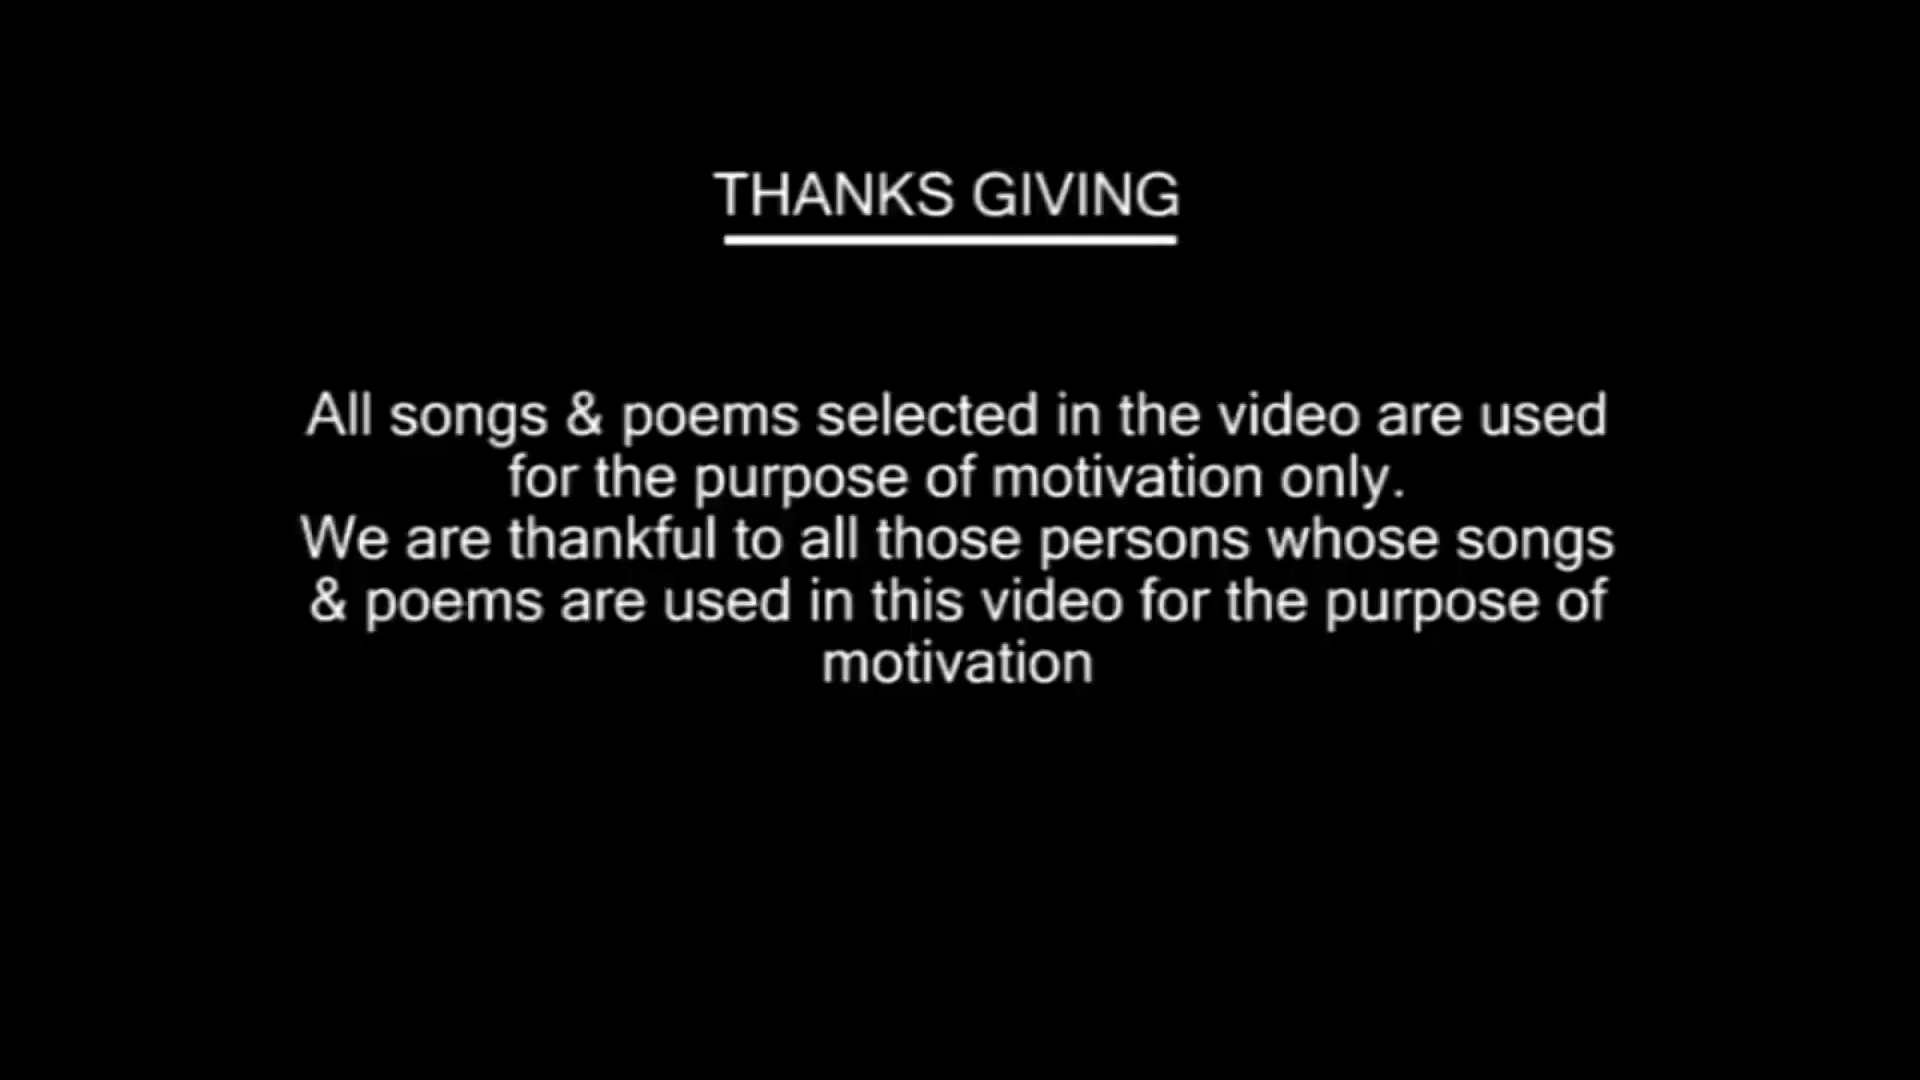 THANKS GIVING
All songs & poems selected in the video are used
for the purpose of motivation only.
We are thankful to all those persons whose songs
& poems are used in this video for the purpose of
motivation